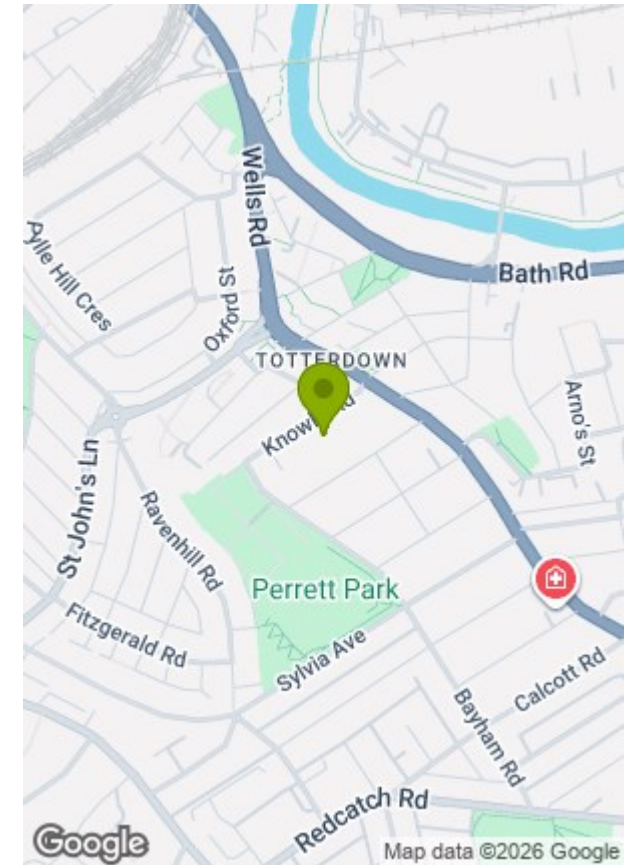 Wells Rd
Pylle Hill Cres
Oxford St
Bath Rd
TOTTERDOWN
Arno's St
St John's Ln
Ravenhill Rd
Perrett Park
Fitzgerald Rd
Sylvia Ave
Calcott Rd
Bayham Rd
Redcatch Rd
Google
Map data ©2026 Google